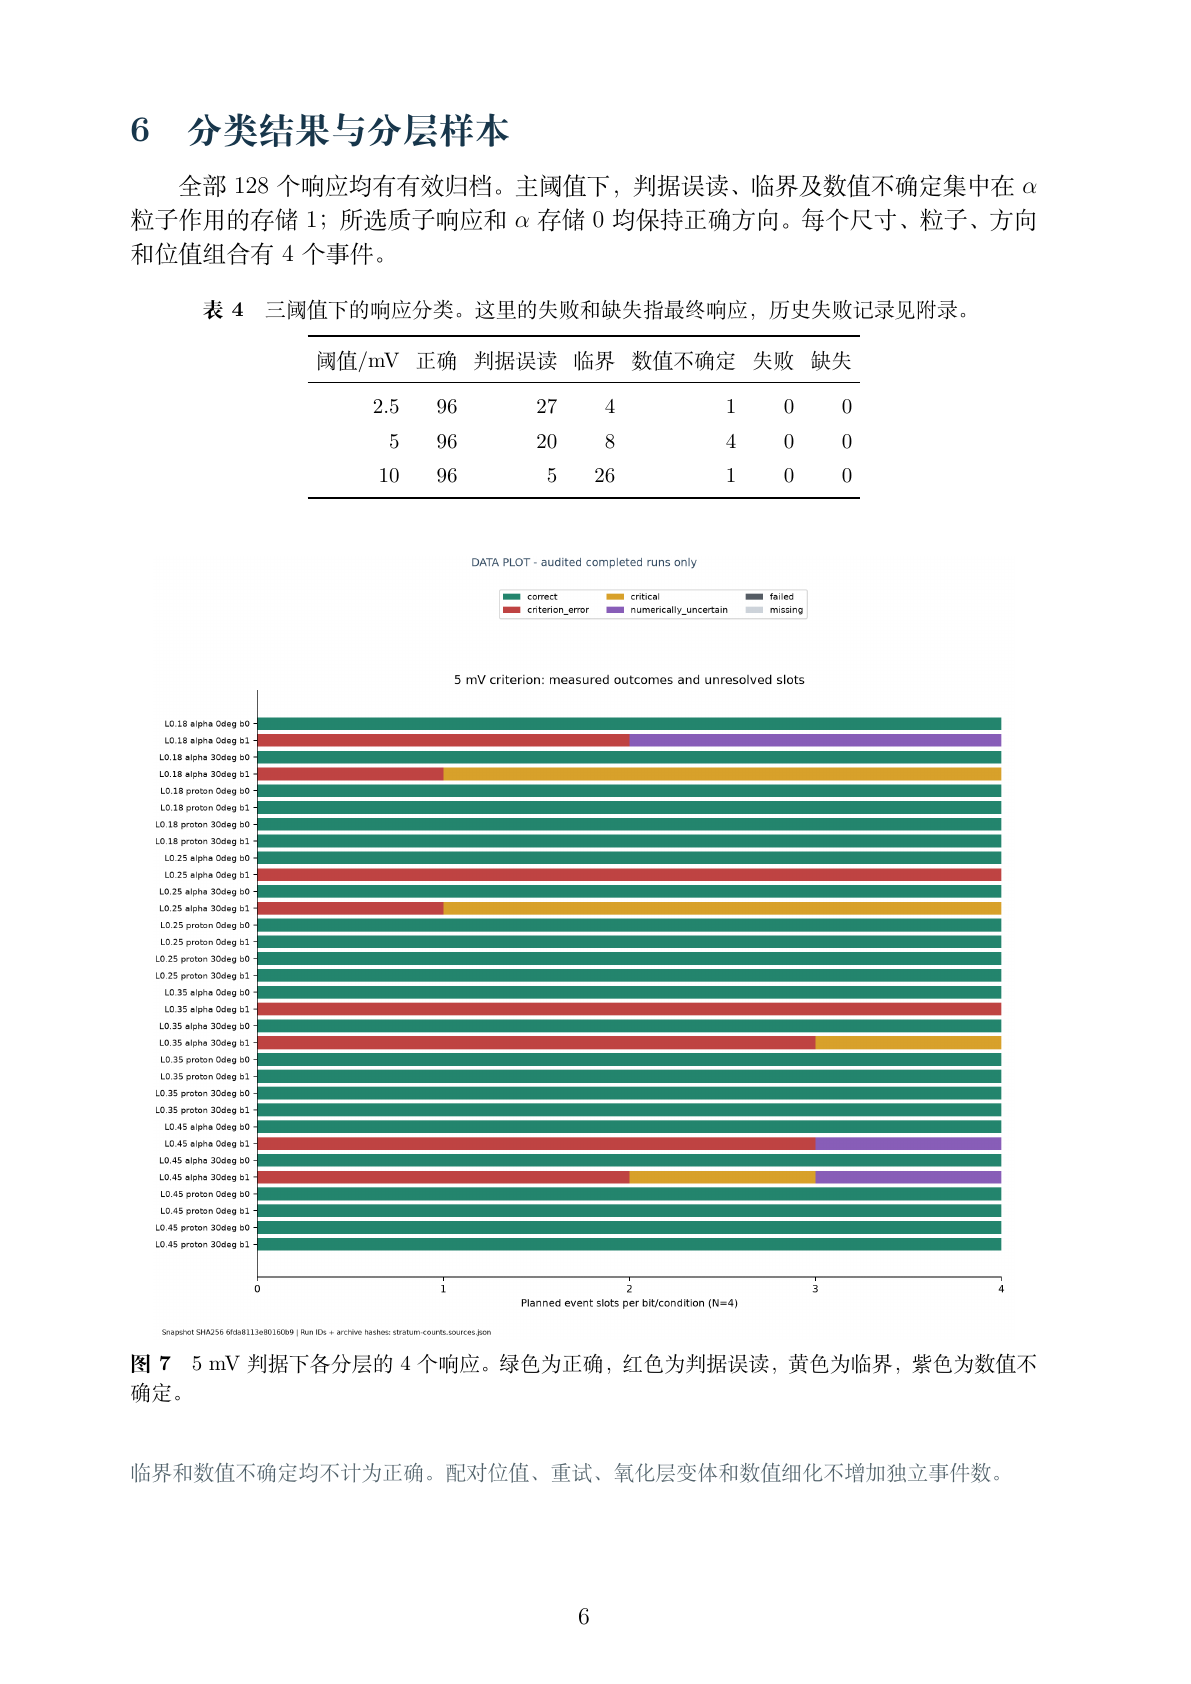 6 分类结果与分层样本
全部 128 个响应均有有效归档。主阈值下，判据误读、临界及数值不确定集中在 α
粒子作用的存储 1；所选质子响应和 α 存储 0 均保持正确方向。每个尺寸、粒子、方向
和位值组合有 4 个事件。
表 4 三阈值下的响应分类。这里的失败和缺失指最终响应，历史失败记录见附录。
阈值/mV 正确 判据误读 临界 数值不确定 失败 缺失
2.5 96 27 4 1 0 0
5 96 20 8 4 0 0
10 96 5 26 1 0 0
DATA PLOT - audited completed runs only
correct critical failed
criterion_error numerically_uncertain missing
5 mV criterion: measured outcomes and unresolved slots
L0.18 alpha 0deg b0
L0.18 alpha 0deg b1
L0.18 alpha 30deg b0
L0.18 alpha 30deg b1
L0.18 proton 0deg b0
L0.18 proton 0deg b1
L0.18 proton 30deg b0
L0.18 proton 30deg b1
L0.25 alpha 0deg b0
L0.25 alpha 0deg b1
L0.25 alpha 30deg b0
L0.25 alpha 30deg b1
L0.25 proton 0deg b0
L0.25 proton 0deg b1
L0.25 proton 30deg b0
L0.25 proton 30deg b1
L0.35 alpha 0deg b0
L0.35 alpha 0deg b1
L0.35 alpha 30deg b0
L0.35 alpha 30deg b1
L0.35 proton 0deg b0
L0.35 proton 0deg b1
L0.35 proton 30deg b0
L0.35 proton 30deg b1
L0.45 alpha 0deg b0
L0.45 alpha 0deg b1
L0.45 alpha 30deg b0
L0.45 alpha 30deg b1
L0.45 proton 0deg b0
L0.45 proton 0deg b1
L0.45 proton 30deg b0
L0.45 proton 30deg b1
0 1 2 3 4
Planned event slots per bit/condition (N=4)
Snapshot SHA256 6fda8113e80160b9 | Run IDs + archive hashes: stratum-counts.sources.json
图 7 5 mV 判据下各分层的 4 个响应。绿色为正确，红色为判据误读，黄色为临界，紫色为数值不
确定。
临界和数值不确定均不计为正确。配对位值、重试、氧化层变体和数值细化不增加独立事件数。
6